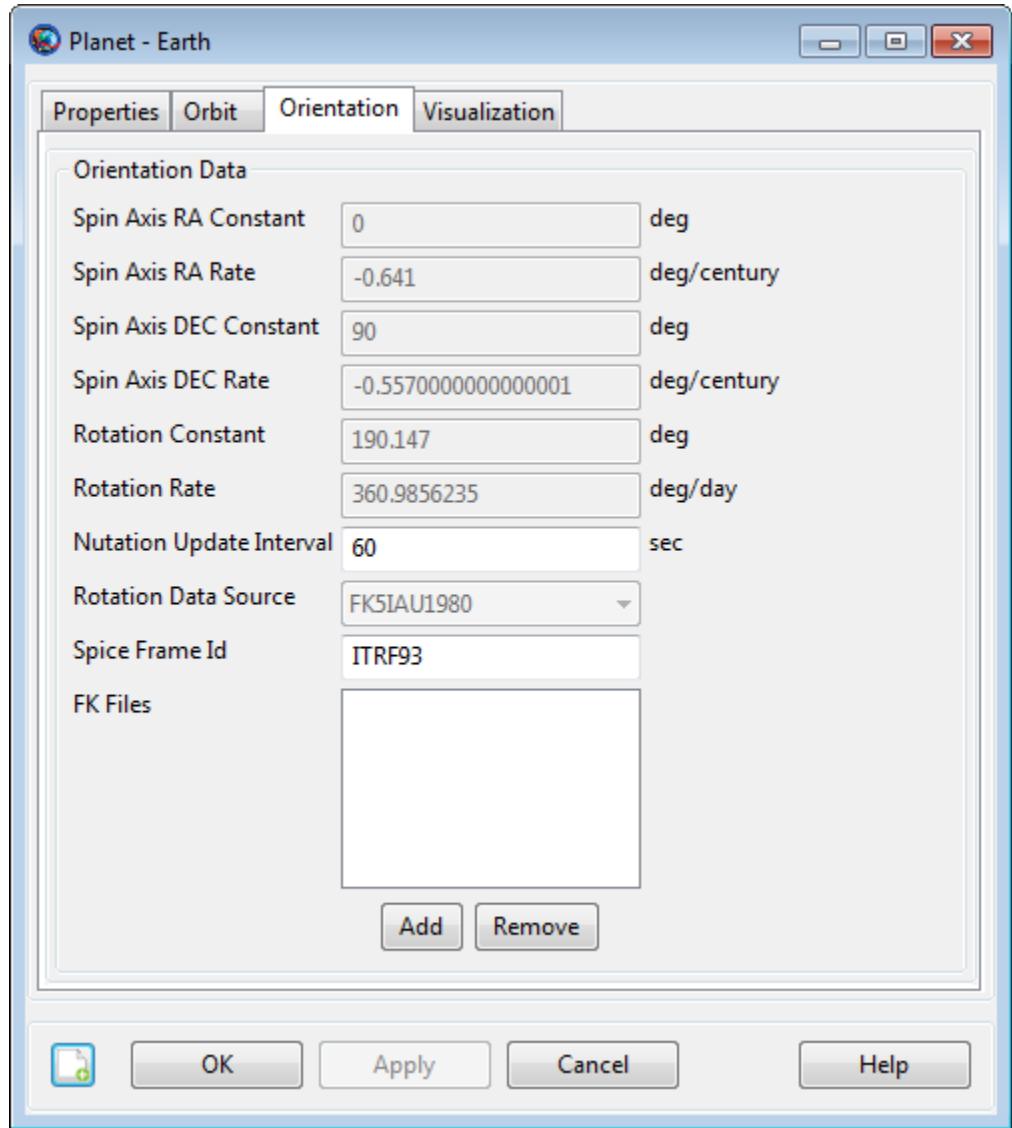 Planet - Earth
Properties Orbit Orientation Visualization
Orientation Data
Spin Axis RA Constant 0 deg
Spin Axis RA Rate -0.641 deg/century
Spin Axis DEC Constant 90 deg
Spin Axis DEC Rate -0.5570000000000001 deg/century
Rotation Constant 190.147 deg
Rotation Rate 360.9856235 deg/day
Nutation Update Interval 60 sec
Rotation Data Source FK5IAU1980
Spice Frame Id ITRF93
FK Files
Add Remove
OK Apply Cancel Help